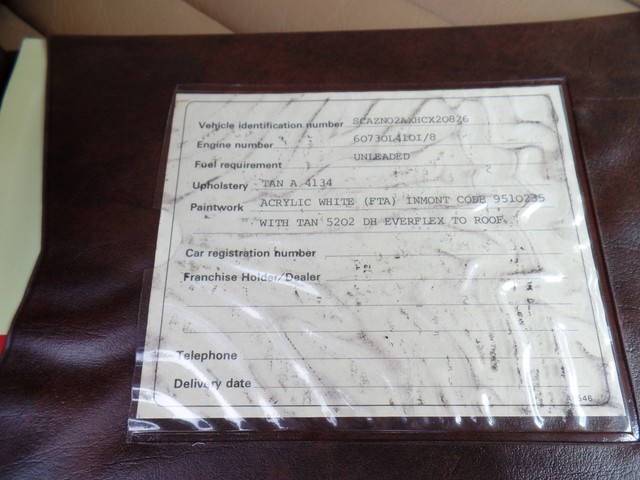 Vehicle identification number SCAZN02AXHCX20826
Engine number 60730L410I/8
Fuel requirement UNLEADED
Upholstery TAN A 4134
Paintwork ACRYLIC WHITE (FTA) INMONT CODE 9510235
WITH TAN 5202 DH EVERFLEX TO ROOF.
Car registration number
Franchise Holder/Dealer
Telephone
Delivery date